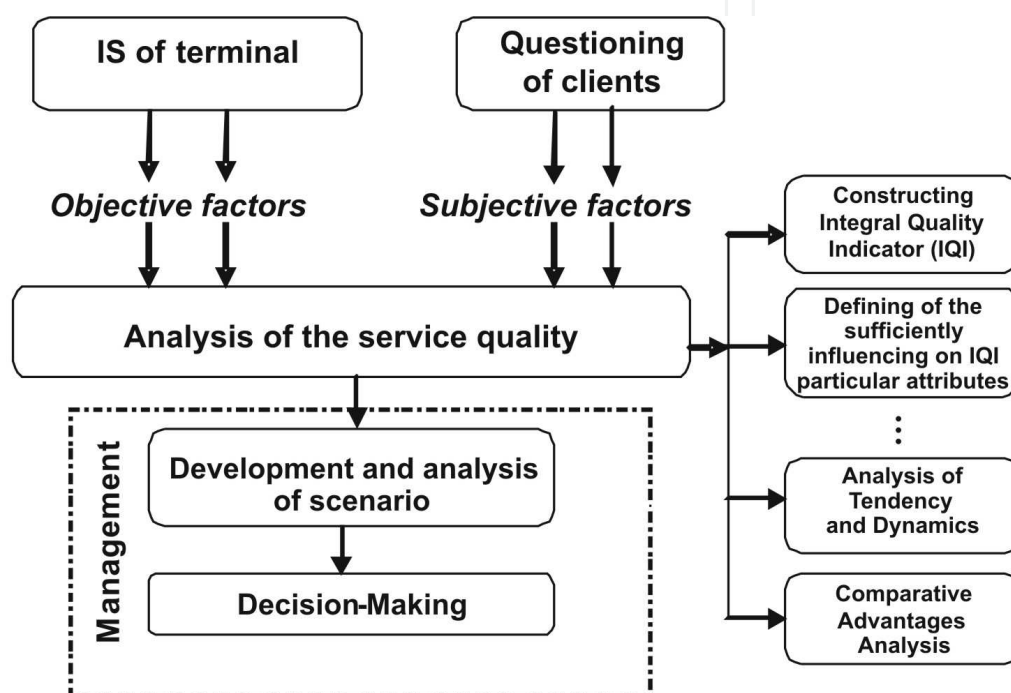 IS of terminal
Questioning
of clients
Objective factors
Subjective factors
Analysis of the service quality
Management
Development and analysis
of scenario
Decision-Making
Constructing
Integral Quality
Indicator (IQI)
Defining of the
sufficiently
influencing on IQI
particular attributes
⋮
Analysis of
Tendency
and Dynamics
Comparative
Advantages
Analysis